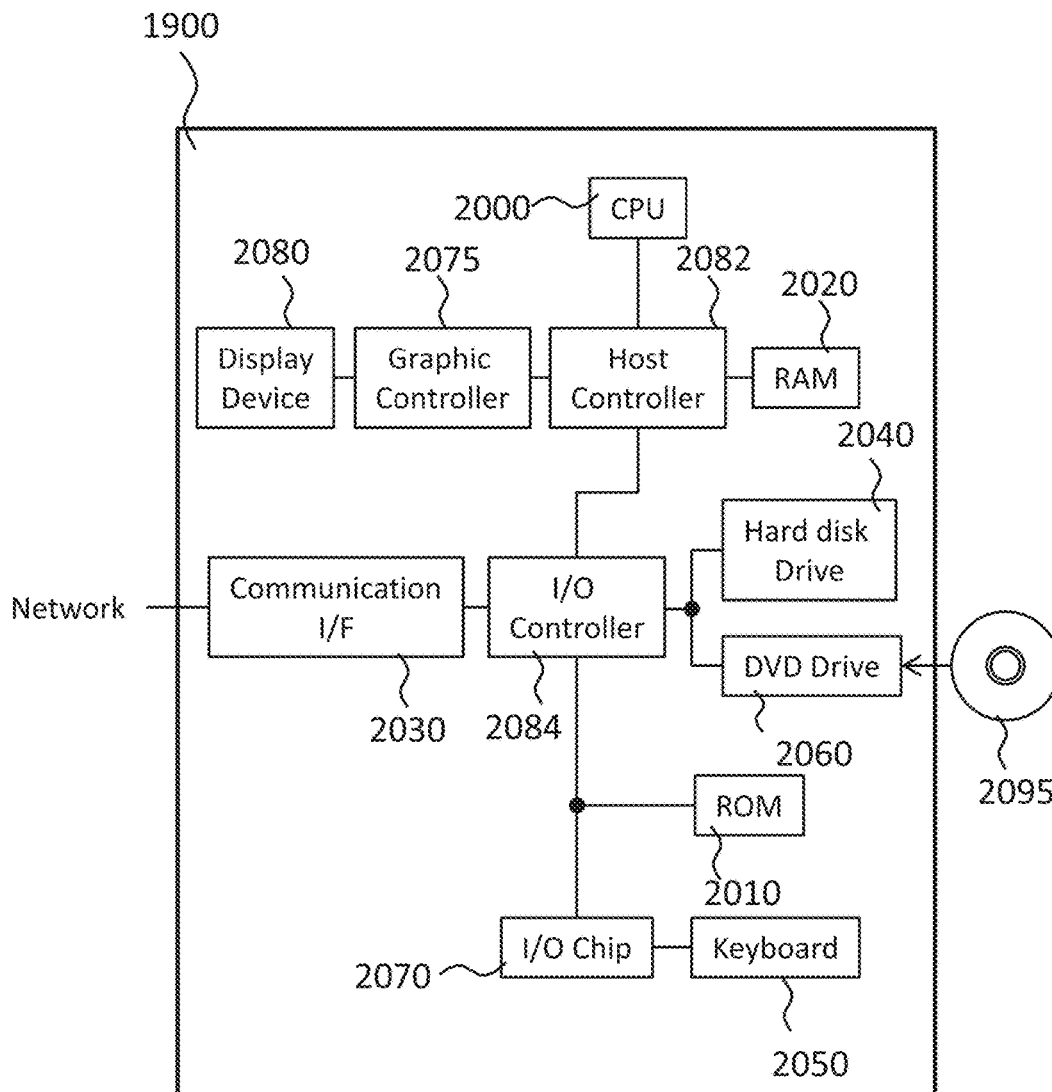 1900
2000
CPU
2080
2075
2082
2020
Display
Device
Graphic
Controller
Host
Controller
RAM
2040
Hard disk
Drive
Network
Communication
I/F
I/O
Controller
DVD Drive
2030
2084
2060
2095
ROM
2010
I/O Chip
Keyboard
2070
2050